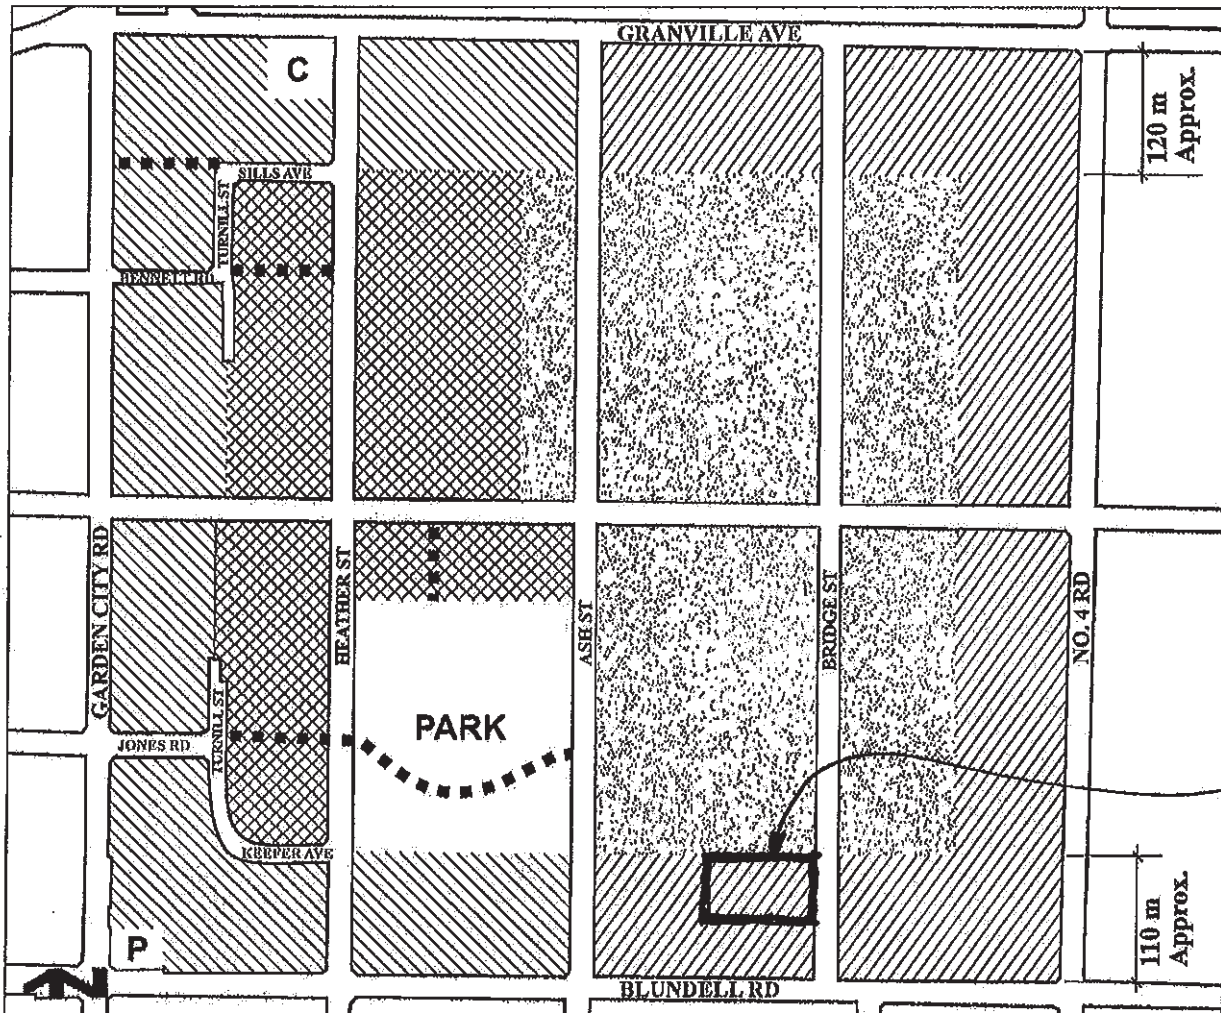 GRANVILLE AVE
C
120 m
Approx.
SILLS AVE
TURNILL ST
BENNETT RD
GARDEN CITY RD
HEATHER ST
ASH ST
BRIDGE ST
NO. 4 RD
PARK
JONES RD
TURNILL ST
KEEFER AVE
P
110 m
Approx.
N
BLUNDELL RD